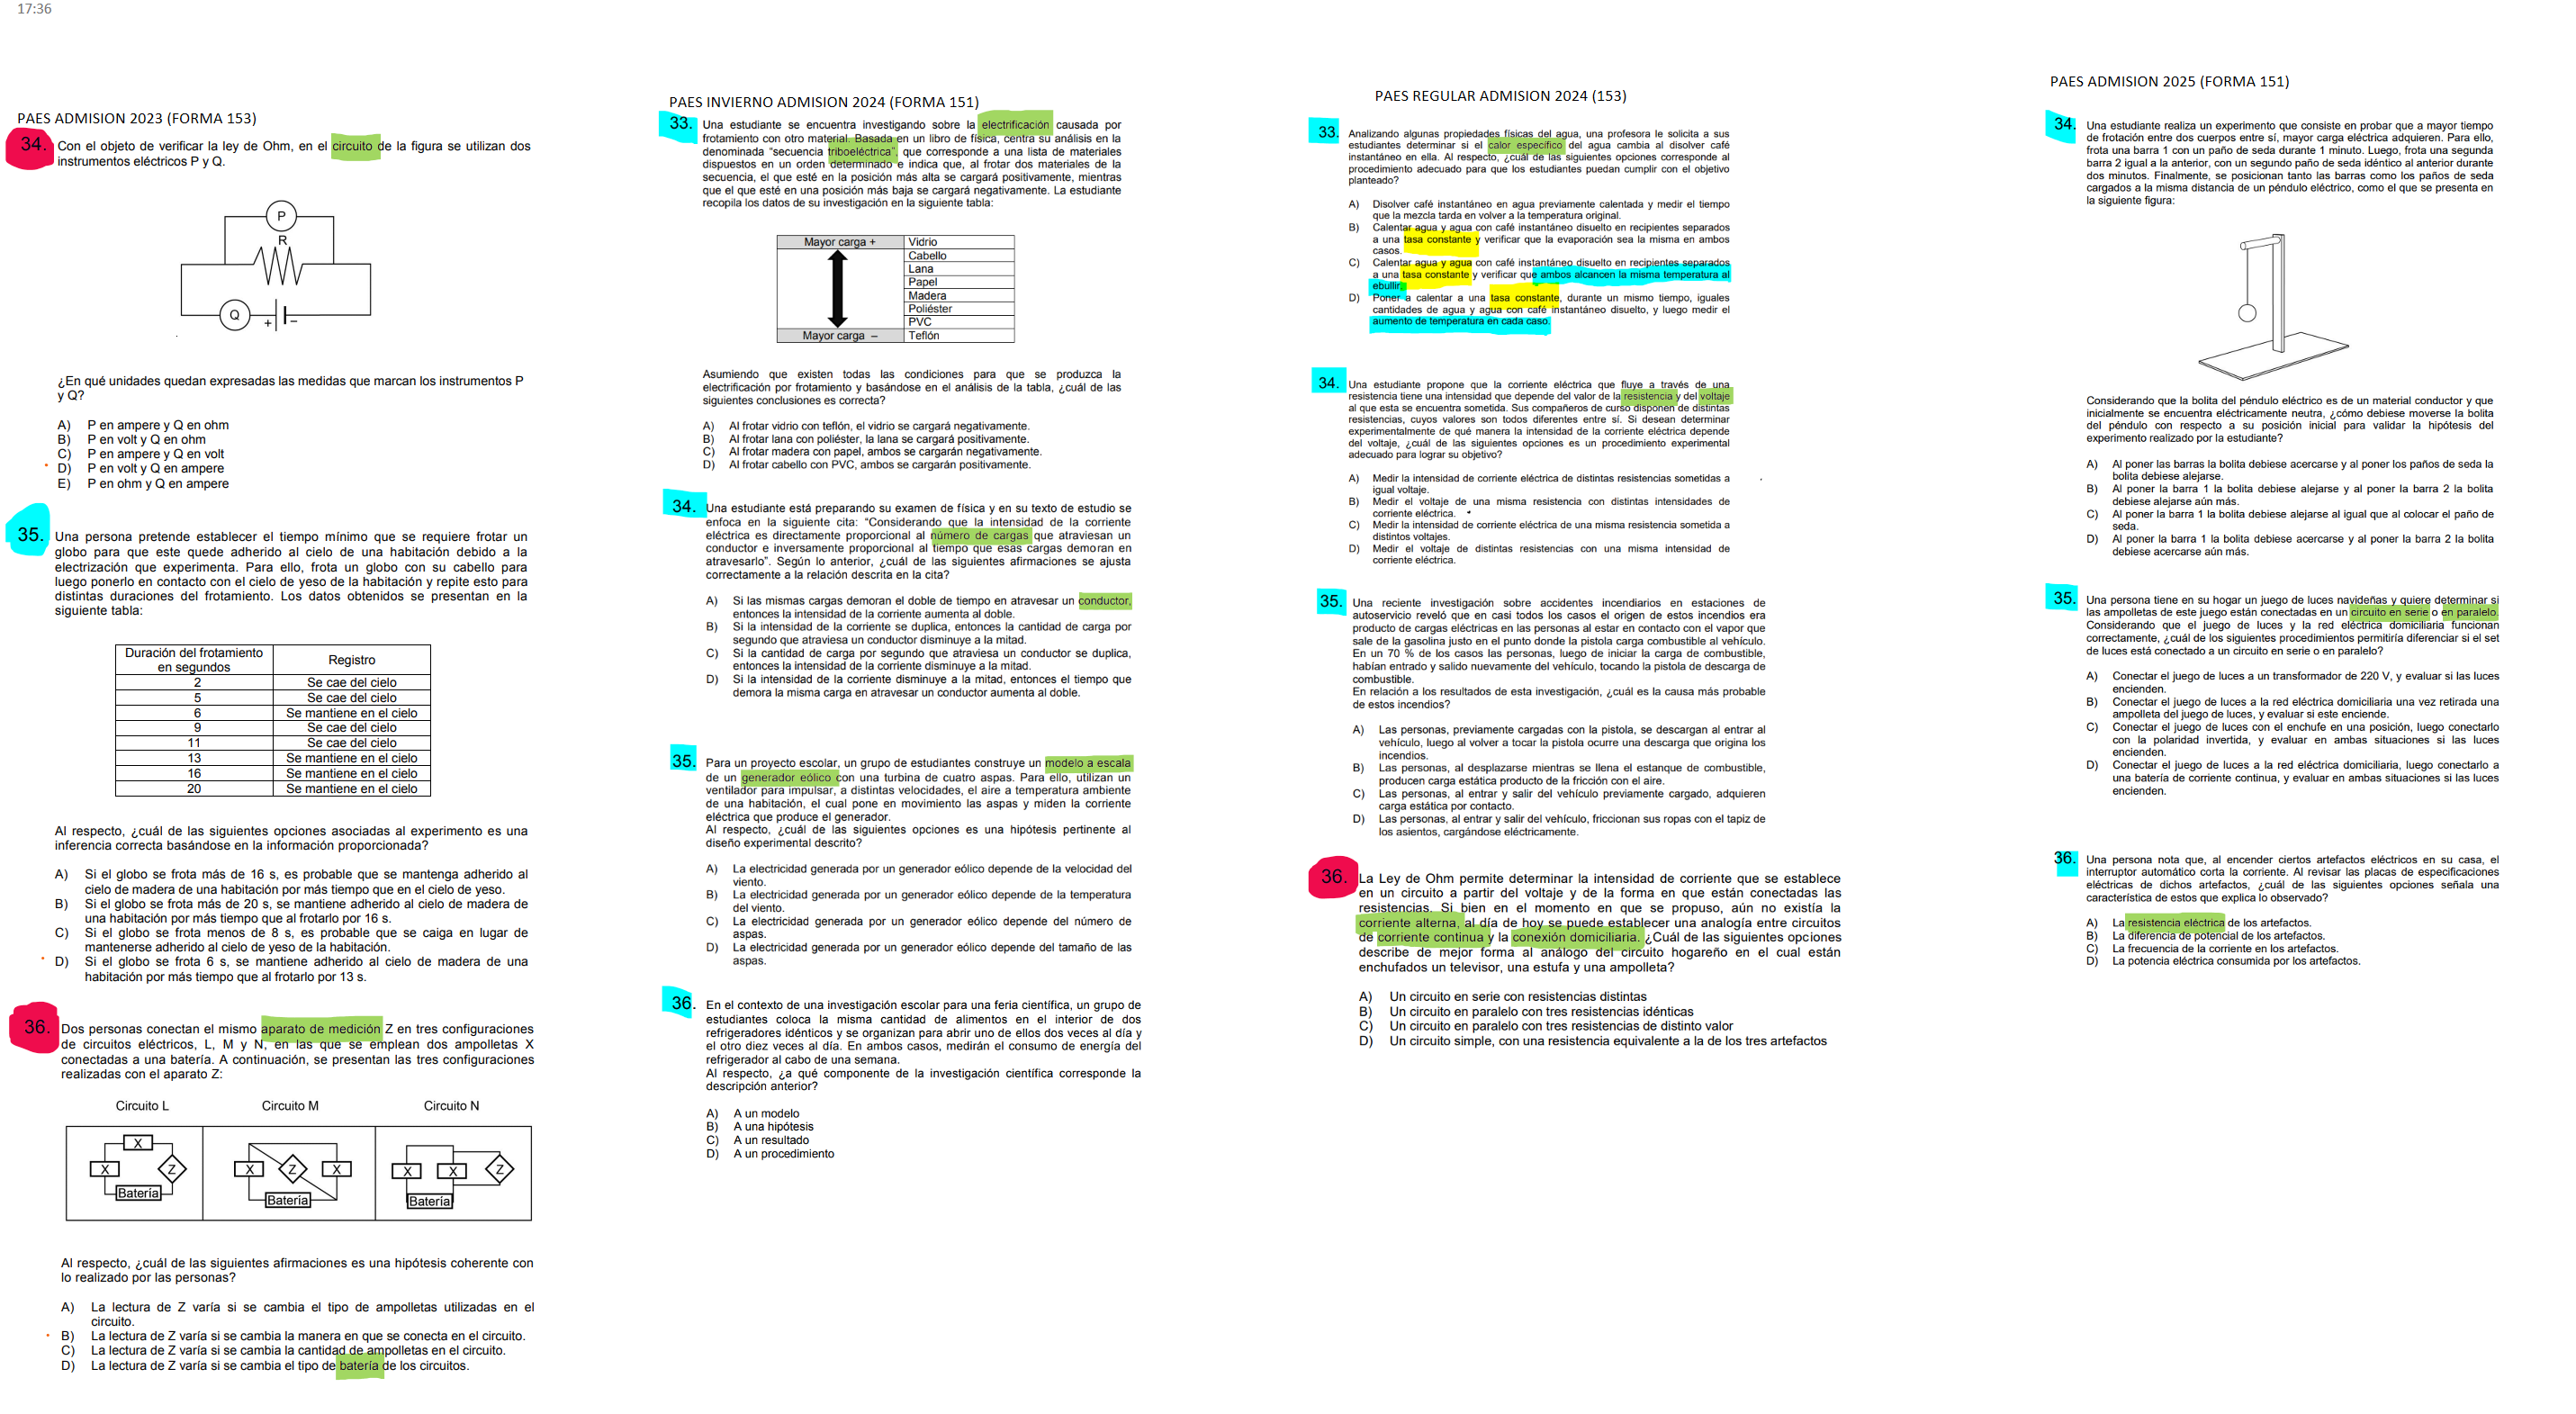 17:36
PAES ADMISION 2023 (FORMA 153)
34. Con el objeto de verificar la ley de Ohm, en el circuito de la figura se utilizan dos
instrumentos eléctricos P y Q.
P
R
Q
+ –
¿En qué unidades quedan expresadas las medidas que marcan los instrumentos P
y Q?
A) P en ampere y Q en ohm
B) P en volt y Q en ohm
C) P en ampere y Q en volt
D) P en volt y Q en ampere
E) P en ohm y Q en ampere
35. Una persona pretende establecer el tiempo mínimo que se requiere frotar un
globo para que este quede adherido al cielo de una habitación debido a la
electrización que experimenta. Para ello, frota un globo con su cabello para
luego ponerlo en contacto con el cielo de yeso de la habitación y repite esto para
distintas duraciones del frotamiento. Los datos obtenidos se presentan en la
siguiente tabla:
Duración del frotamiento
en segundos
Registro
2 Se cae del cielo
5 Se cae del cielo
6 Se mantiene en el cielo
9 Se cae del cielo
11 Se cae del cielo
13 Se mantiene en el cielo
16 Se mantiene en el cielo
20 Se mantiene en el cielo
Al respecto, ¿cuál de las siguientes opciones asociadas al experimento es una
inferencia correcta basándose en la información proporcionada?
A) Si el globo se frota más de 16 s, es probable que se mantenga adherido al
cielo de madera de una habitación por más tiempo que en el cielo de yeso.
B) Si el globo se frota más de 20 s, se mantiene adherido al cielo de madera de
una habitación por más tiempo que al frotarlo por 16 s.
C) Si el globo se frota menos de 8 s, es probable que se caiga en lugar de
mantenerse adherido al cielo de yeso de la habitación.
D) Si el globo se frota 6 s, se mantiene adherido al cielo de madera de una
habitación por más tiempo que al frotarlo por 13 s.
36. Dos personas conectan el mismo aparato de medición Z en tres configuraciones
de circuitos eléctricos, L, M y N, en las que se emplean dos ampolletas X
conectadas a una batería. A continuación, se presentan las tres configuraciones
realizadas con el aparato Z:
Circuito L Circuito M Circuito N
X
X Z
Batería
X Z X
Batería
X X Z
Batería
Al respecto, ¿cuál de las siguientes afirmaciones es una hipótesis coherente con
lo realizado por las personas?
A) La lectura de Z varía si se cambia el tipo de ampolletas utilizadas en el
circuito.
B) La lectura de Z varía si se cambia la manera en que se conecta en el circuito.
C) La lectura de Z varía si se cambia la cantidad de ampolletas en el circuito.
D) La lectura de Z varía si se cambia el tipo de batería de los circuitos.
PAES INVIERNO ADMISION 2024 (FORMA 151)
33. Una estudiante se encuentra investigando sobre la electrificación causada por
frotamiento con otro material. Basada en un libro de física, centra su análisis en la
denominada “secuencia triboeléctrica”, que corresponde a una lista de materiales
dispuestos en un orden determinado e indica que, al frotar dos materiales de la
secuencia, el que esté en la posición más alta se cargará positivamente, mientras
que el que esté en una posición más baja se cargará negativamente. La estudiante
recopila los datos de su investigación en la siguiente tabla:
Mayor carga + Vidrio
Cabello
Lana
Papel
Madera
Poliéster
PVC
Mayor carga – Teflón
Asumiendo que existen todas las condiciones para que se produzca la
electrificación por frotamiento y basándose en el análisis de la tabla, ¿cuál de las
siguientes conclusiones es correcta?
A) Al frotar vidrio con teflón, el vidrio se cargará negativamente.
B) Al frotar lana con poliéster, la lana se cargará positivamente.
C) Al frotar madera con papel, ambos se cargarán negativamente.
D) Al frotar cabello con PVC, ambos se cargarán positivamente.
34. Una estudiante está preparando su examen de física y en su texto de estudio se
enfoca en la siguiente cita: “Considerando que la intensidad de la corriente
eléctrica es directamente proporcional al número de cargas que atraviesan un
conductor e inversamente proporcional al tiempo que esas cargas demoran en
atravesarlo”. Según lo anterior, ¿cuál de las siguientes afirmaciones se ajusta
correctamente a la relación descrita en la cita?
A) Si las mismas cargas demoran el doble de tiempo en atravesar un conductor,
entonces la intensidad de la corriente aumenta al doble.
B) Si la intensidad de la corriente se duplica, entonces la cantidad de carga por
segundo que atraviesa un conductor disminuye a la mitad.
C) Si la cantidad de carga por segundo que atraviesa un conductor se duplica,
entonces la intensidad de la corriente disminuye a la mitad.
D) Si la intensidad de la corriente disminuye a la mitad, entonces el tiempo que
demora la misma carga en atravesar un conductor aumenta al doble.
35. Para un proyecto escolar, un grupo de estudiantes construye un modelo a escala
de un generador eólico con una turbina de cuatro aspas. Para ello, utilizan un
ventilador para impulsar, a distintas velocidades, el aire a temperatura ambiente
de una habitación, el cual pone en movimiento las aspas y miden la corriente
eléctrica que produce el generador.
Al respecto, ¿cuál de las siguientes opciones es una hipótesis pertinente al
diseño experimental descrito?
A) La electricidad generada por un generador eólico depende de la velocidad del
viento.
B) La electricidad generada por un generador eólico depende de la temperatura
del viento.
C) La electricidad generada por un generador eólico depende del número de
aspas.
D) La electricidad generada por un generador eólico depende del tamaño de las
aspas.
36. En el contexto de una investigación escolar para una feria científica, un grupo de
estudiantes coloca la misma cantidad de alimentos en el interior de dos
refrigeradores idénticos y se organizan para abrir uno de ellos dos veces al día y
el otro diez veces al día. En ambos casos, medirán el consumo de energía del
refrigerador al cabo de una semana.
Al respecto, ¿a qué componente de la investigación científica corresponde la
descripción anterior?
A) A un modelo
B) A una hipótesis
C) A un resultado
D) A un procedimiento
PAES REGULAR ADMISION 2024 (153)
33. Analizando algunas propiedades físicas del agua, una profesora le solicita a sus
estudiantes determinar si el calor específico del agua cambia al disolver café
instantáneo en ella. Al respecto, ¿cuál de las siguientes opciones corresponde al
procedimiento adecuado para que los estudiantes puedan cumplir con el objetivo
planteado?
A) Disolver café instantáneo en agua previamente calentada y medir el tiempo
que la mezcla tarda en volver a la temperatura original.
B) Calentar agua y agua con café instantáneo disuelto en recipientes separados
a una tasa constante y verificar que la evaporación sea la misma en ambos
casos.
C) Calentar agua y agua con café instantáneo disuelto en recipientes separados
a una tasa constante y verificar que ambos alcancen la misma temperatura al
ebullir.
D) Poner a calentar a una tasa constante, durante un mismo tiempo, iguales
cantidades de agua y agua con café instantáneo disuelto, y luego medir el
aumento de temperatura en cada caso.
34. Una estudiante propone que la corriente eléctrica que fluye a través de una
resistencia tiene una intensidad que depende del valor de la resistencia y del voltaje
al que esta se encuentra sometida. Sus compañeros de curso disponen de distintas
resistencias, cuyos valores son todos diferentes entre sí. Si desean determinar
experimentalmente de qué manera la intensidad de la corriente eléctrica depende
del voltaje, ¿cuál de las siguientes opciones es un procedimiento experimental
adecuado para lograr su objetivo?
A) Medir la intensidad de corriente eléctrica de distintas resistencias sometidas a
igual voltaje.
B) Medir el voltaje de una misma resistencia con distintas intensidades de
corriente eléctrica.
C) Medir la intensidad de corriente eléctrica de una misma resistencia sometida a
distintos voltajes.
D) Medir el voltaje de distintas resistencias con una misma intensidad de
corriente eléctrica.
35. Una reciente investigación sobre accidentes incendiarios en estaciones de
autoservicio reveló que en casi todos los casos el origen de estos incendios era
producto de cargas eléctricas en las personas al estar en contacto con el vapor que
sale de la gasolina justo en el punto donde la pistola carga combustible al vehículo.
En un 70 % de los casos las personas, luego de iniciar la carga de combustible,
habían entrado y salido nuevamente del vehículo, tocando la pistola de descarga de
combustible.
En relación a los resultados de esta investigación, ¿cuál es la causa más probable
de estos incendios?
A) Las personas, previamente cargadas con la pistola, se descargan al entrar al
vehículo, luego al volver a tocar la pistola ocurre una descarga que origina los
incendios.
B) Las personas, al desplazarse mientras se llena el estanque de combustible,
producen carga estática producto de la fricción con el aire.
C) Las personas, al entrar y salir del vehículo previamente cargado, adquieren
carga estática por contacto.
D) Las personas, al entrar y salir del vehículo, friccionan sus ropas con el tapiz de
los asientos, cargándose eléctricamente.
36. La Ley de Ohm permite determinar la intensidad de corriente que se establece
en un circuito a partir del voltaje y de la forma en que están conectadas las
resistencias. Si bien en el momento en que se propuso, aún no existía la
corriente alterna, al día de hoy se puede establecer una analogía entre circuitos
de corriente continua y la conexión domiciliaria. ¿Cuál de las siguientes opciones
describe de mejor forma al análogo del circuito hogareño en el cual están
enchufados un televisor, una estufa y una ampolleta?
A) Un circuito en serie con resistencias distintas
B) Un circuito en paralelo con tres resistencias idénticas
C) Un circuito en paralelo con tres resistencias de distinto valor
D) Un circuito simple, con una resistencia equivalente a la de los tres artefactos
PAES ADMISION 2025 (FORMA 151)
34. Una estudiante realiza un experimento que consiste en probar que a mayor tiempo
de frotación entre dos cuerpos entre sí, mayor carga eléctrica adquieren. Para ello,
frota una barra 1 con un paño de seda durante 1 minuto. Luego, frota una segunda
barra 2 igual a la anterior, con un segundo paño de seda idéntico al anterior durante
dos minutos. Finalmente, se posicionan tanto las barras como los paños de seda
cargados a la misma distancia de un péndulo eléctrico, como el que se presenta en
la siguiente figura:
Considerando que la bolita del péndulo eléctrico es de un material conductor y que
inicialmente se encuentra eléctricamente neutra, ¿cómo debiese moverse la bolita
del péndulo con respecto a su posición inicial para validar la hipótesis del
experimento realizado por la estudiante?
A) Al poner las barras la bolita debiese acercarse y al poner los paños de seda la
bolita debiese alejarse.
B) Al poner la barra 1 la bolita debiese alejarse y al poner la barra 2 la bolita
debiese alejarse aún más.
C) Al poner la barra 1 la bolita debiese alejarse al igual que al colocar el paño de
seda.
D) Al poner la barra 1 la bolita debiese acercarse y al poner la barra 2 la bolita
debiese acercarse aún más.
35. Una persona tiene en su hogar un juego de luces navideñas y quiere determinar si
las ampolletas de este juego están conectadas en un circuito en serie o en paralelo.
Considerando que el juego de luces y la red eléctrica domiciliaria funcionan
correctamente, ¿cuál de los siguientes procedimientos permitiría diferenciar si el set
de luces está conectado a un circuito en serie o en paralelo?
A) Conectar el juego de luces a un transformador de 220 V, y evaluar si las luces
encienden.
B) Conectar el juego de luces a la red eléctrica domiciliaria una vez retirada una
ampolleta del juego de luces, y evaluar si este enciende.
C) Conectar el juego de luces con el enchufe en una posición, luego conectarlo
con la polaridad invertida, y evaluar en ambas situaciones si las luces
encienden.
D) Conectar el juego de luces a la red eléctrica domiciliaria, luego conectarlo a
una batería de corriente continua, y evaluar en ambas situaciones si las luces
encienden.
36. Una persona nota que, al encender ciertos artefactos eléctricos en su casa, el
interruptor automático corta la corriente. Al revisar las placas de especificaciones
eléctricas de dichos artefactos, ¿cuál de las siguientes opciones señala una
característica de estos que explica lo observado?
A) La resistencia eléctrica de los artefactos.
B) La diferencia de potencial de los artefactos.
C) La frecuencia de la corriente en los artefactos.
D) La potencia eléctrica consumida por los artefactos.